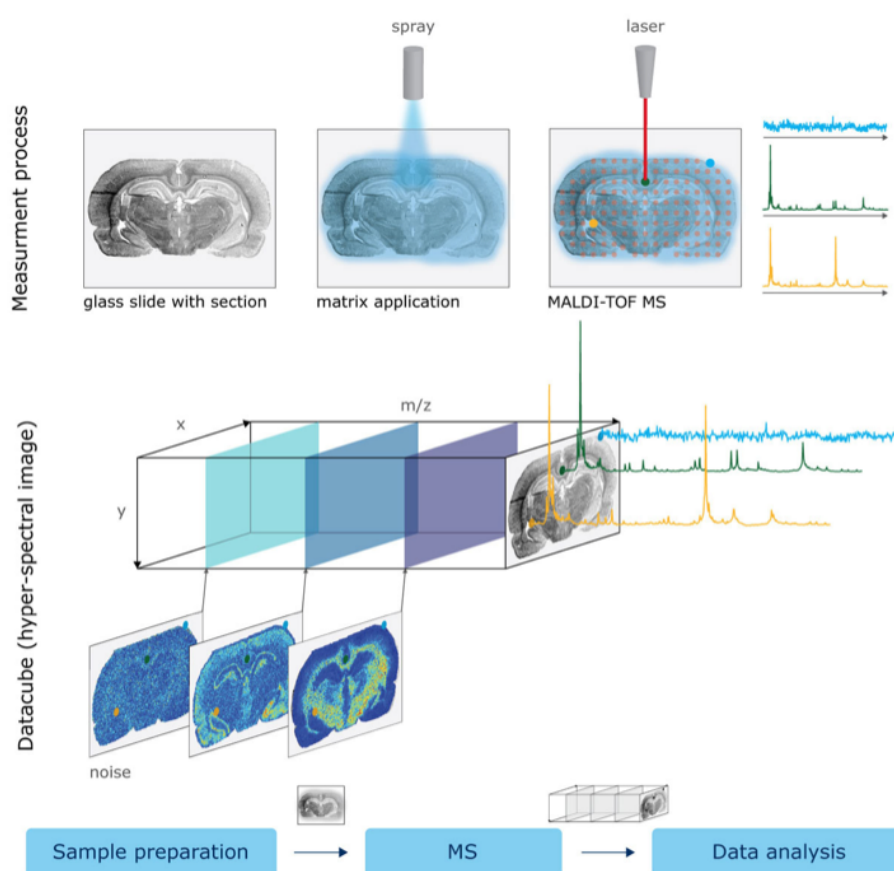 spray
laser
Measurment process
glass slide with section
matrix application
MALDI-TOF MS
m/z
x
y
Datacube (hyper-spectral image)
noise
Sample preparation
MS
Data analysis